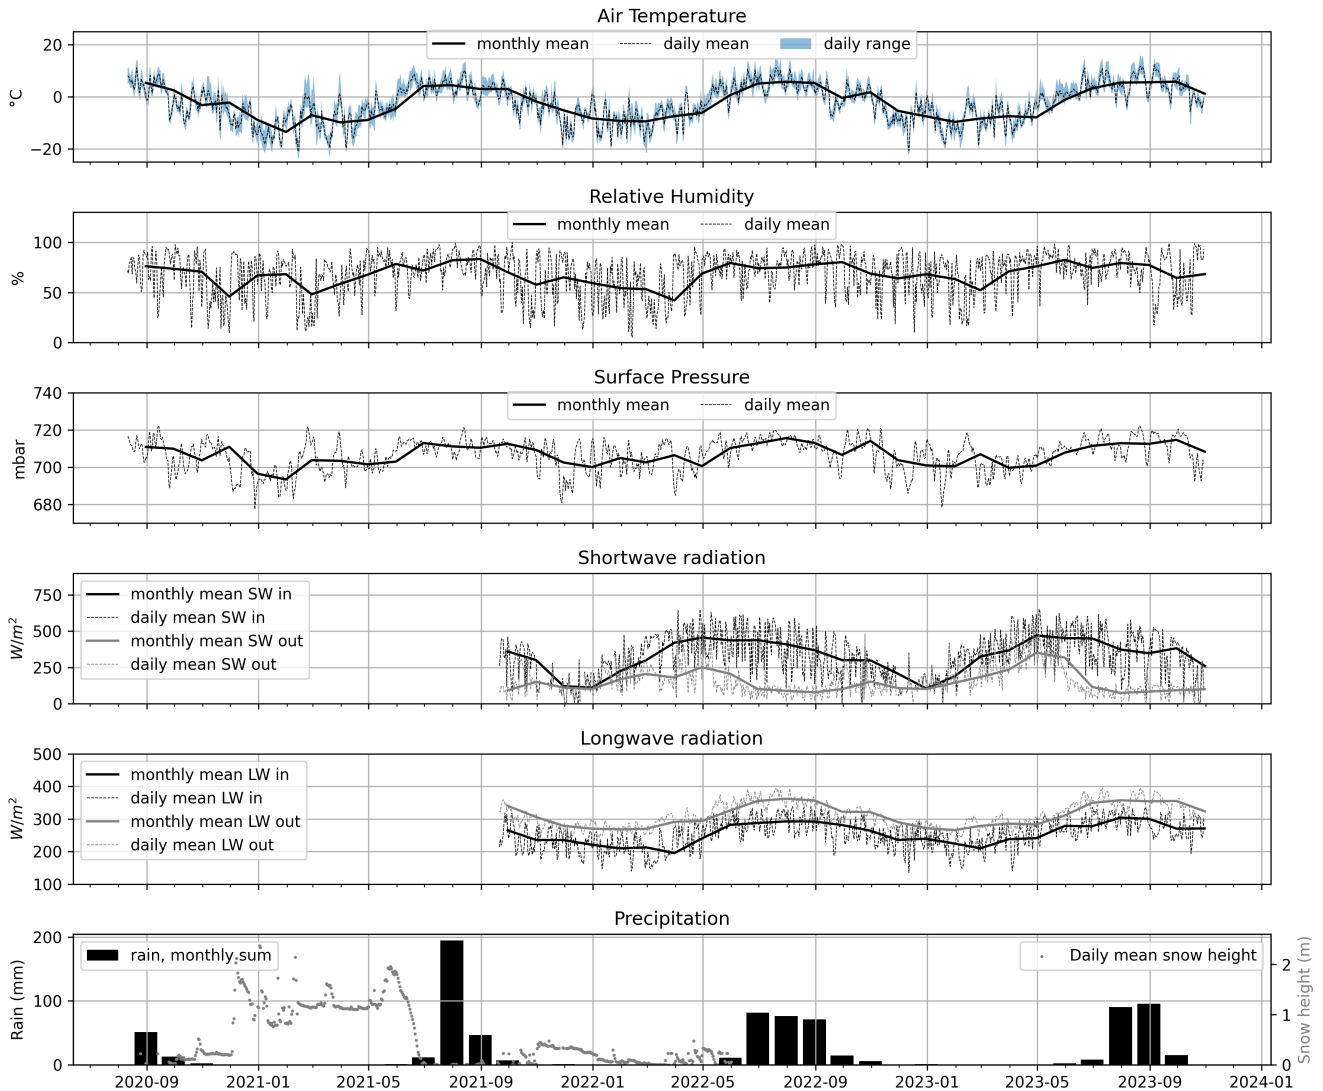 Air Temperature
monthly mean daily mean daily range
20
0
−20
°C
Relative Humidity
monthly mean daily mean
100
50
0
%
Surface Pressure
monthly mean daily mean
740
720
700
680
mbar
Shortwave radiation
monthly mean SW in
daily mean SW in
monthly mean SW out
daily mean SW out
750
500
250
0
W/m²
Longwave radiation
monthly mean LW in
daily mean LW in
monthly mean LW out
daily mean LW out
500
400
300
200
100
W/m²
Precipitation
rain, monthly sum
Daily mean snow height
200
100
0
Rain (mm)
2
1
0
Snow height (m)
2020-09 2021-01 2021-05 2021-09 2022-01 2022-05 2022-09 2023-01 2023-05 2023-09 2024-01